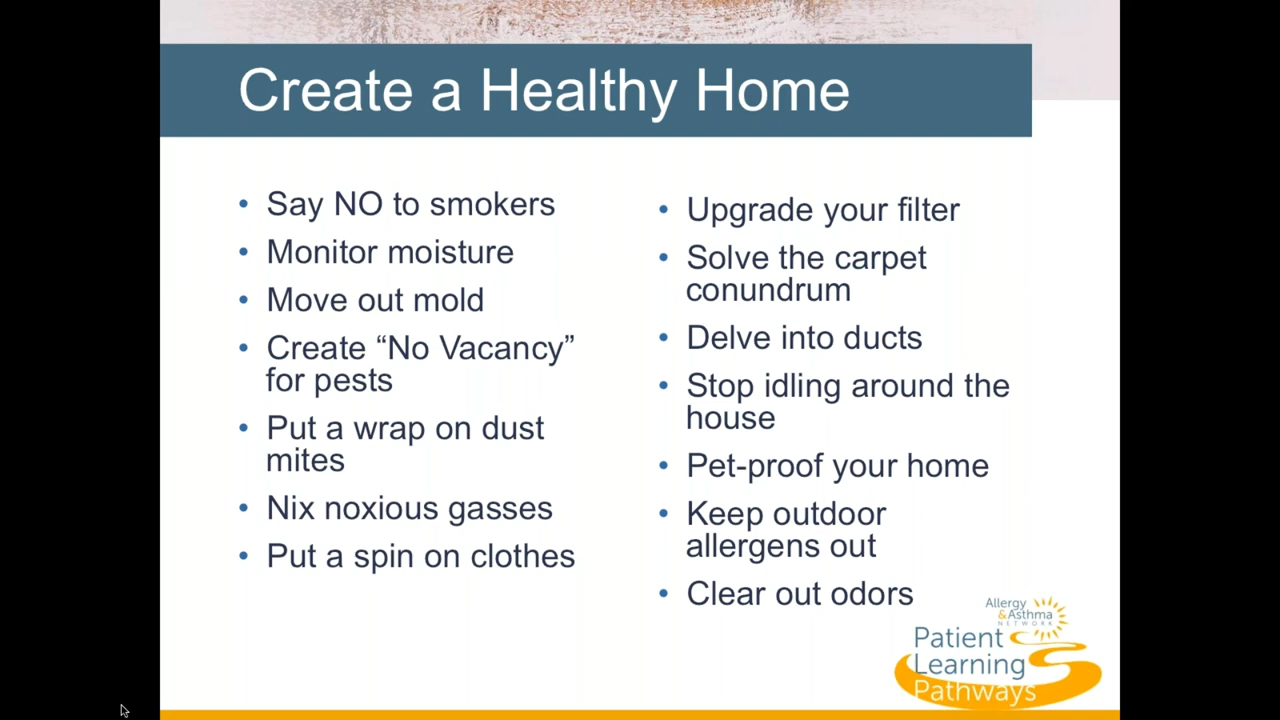 Create a Healthy Home
• Say NO to smokers
• Monitor moisture
• Move out mold
• Create “No Vacancy”
for pests
• Put a wrap on dust
mites
• Nix noxious gasses
• Put a spin on clothes
• Upgrade your filter
• Solve the carpet
conundrum
• Delve into ducts
• Stop idling around the
house
• Pet-proof your home
• Keep outdoor
allergens out
• Clear out odors
Allergy
&Asthma
NETWORK
Patient
Learning
Pathways